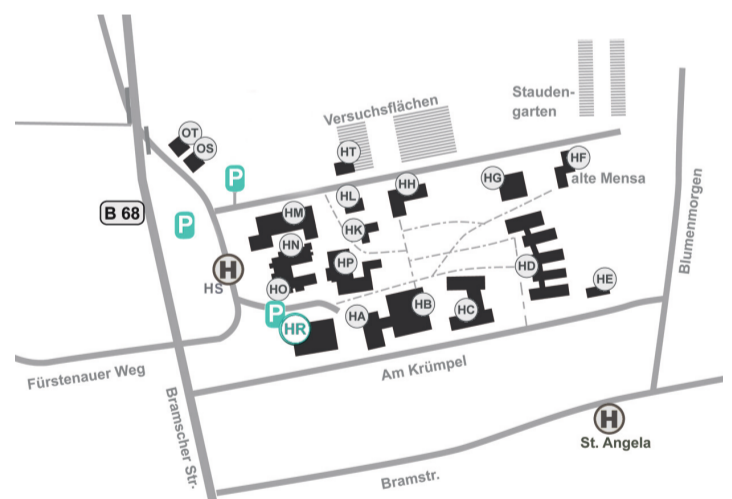 Versuchsflächen
Stauden-
garten
OT
OS
HT
HF
P
HL
HH
HG
alte Mensa
B 68
P
HM
HK
HN
HP
H
HS
HO
HD
HE
P
HR
HA
HB
HC
Blumenmorgen
Fürstenauer Weg
Am Krümpel
Bramscher Str.
H
St. Angela
Bramstr.